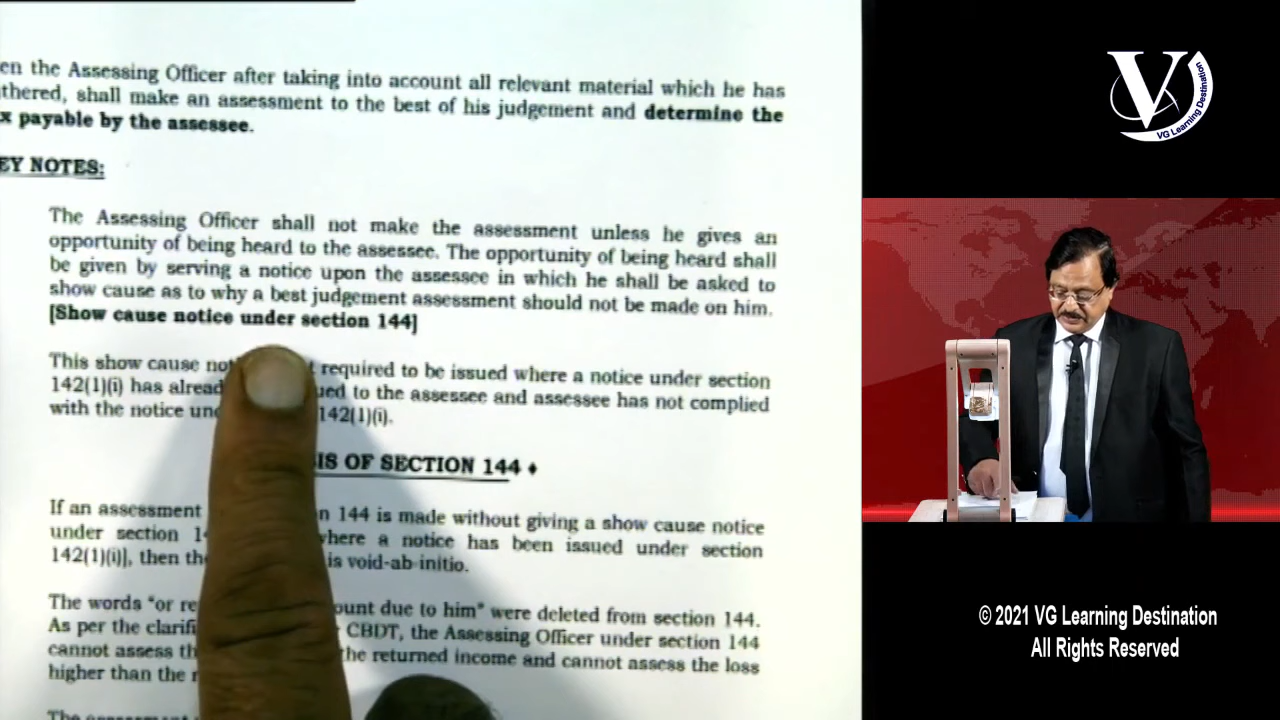 en the Assessing Officer after taking into account all relevant material which he has
thered, shall make an assessment to the best of his judgement and determine the
x payable by the assessee.
EY NOTES:
The Assessing Officer shall not make the assessment unless he gives an
opportunity of being heard to the assessee. The opportunity of being heard shall
be given by serving a notice upon the assessee in which he shall be asked to
show cause as to why a best judgement assessment should not be made on him.
[Show cause notice under section 144]
This show cause not t required to be issued where a notice under section
142(1)(i) has alread ued to the assessee and assessee has not complied
with the notice un 142(1)(i).
IS OF SECTION 144 ♦
If an assessment n 144 is made without giving a show cause notice
under section 1 where a notice has been issued under section
142(1)(i)], then th is void-ab-initio.
The words "or re ount due to him" were deleted from section 144.
As per the clarifi CBDT, the Assessing Officer under section 144
cannot assess th the returned income and cannot assess the loss
higher than the r
V
VG Learning Destination
© 2021 VG Learning Destination
All Rights Reserved